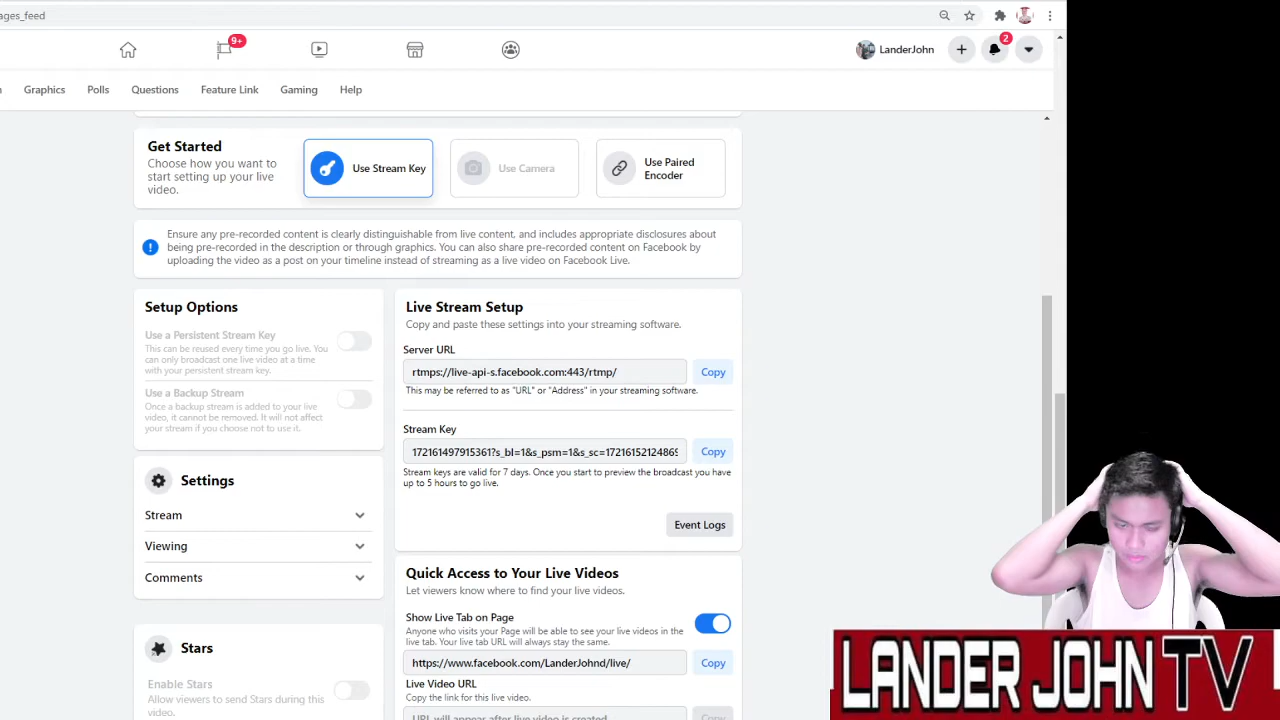 ages_feed
9+
LanderJohn
2
Graphics
Polls
Questions
Feature Link
Gaming
Help
Get Started
Choose how you want to
start setting up your live
video.
Use Stream Key
Use Camera
Use Paired
Encoder
Ensure any pre-recorded content is clearly distinguishable from live content, and includes appropriate disclosures about
being pre-recorded in the description or through graphics. You can also share pre-recorded content on Facebook by
uploading the video as a post on your timeline instead of streaming as a live video on Facebook Live.
Setup Options
Use a Persistent Stream Key
This can be reused every time you go live. You
can only broadcast one live video at a time
with your persistent stream key.
Use a Backup Stream
Once a backup stream is added to your live
video, it cannot be removed. It will not affect
your stream if you choose not to use it.
Settings
Stream
Viewing
Comments
Stars
Enable Stars
Allow viewers to send Stars during this
video.
Live Stream Setup
Copy and paste these settings into your streaming software.
Server URL
rtmps://live-api-s.facebook.com:443/rtmp/
Copy
This may be referred to as "URL" or "Address" in your streaming software.
Stream Key
172161497915361?s_bl=1&s_psm=1&s_sc=17216152124869
Copy
Stream keys are valid for 7 days. Once you start to preview the broadcast you have
up to 5 hours to go live.
Event Logs
Quick Access to Your Live Videos
Let viewers know where to find your live videos.
Show Live Tab on Page
Anyone who visits your Page will be able to see your live videos in the
live tab. Your live tab URL will always stay the same.
https://www.facebook.com/LanderJohnd/live/
Copy
Live Video URL
Copy the link for this live video.
URL will appear after live video is created
Copy
LANDER JOHN TV